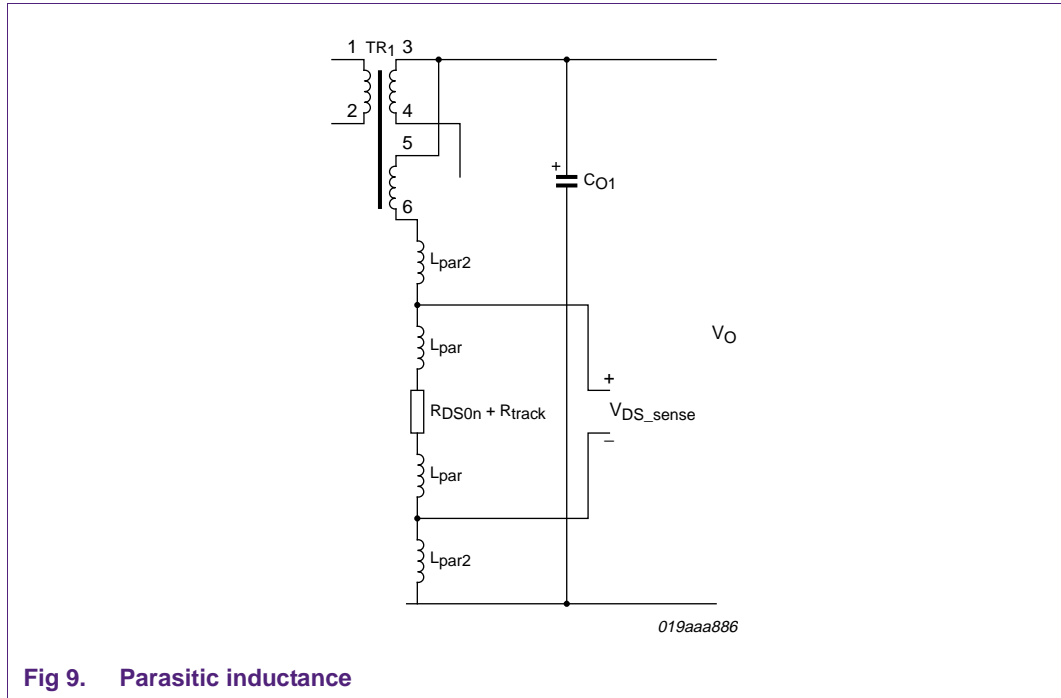 1 TR1 3
2 4
5
CO1
6
Lpar2
Lpar
VO
RDS0n + Rtrack
VDS_sense
Lpar
Lpar2
019aaa886
Fig 9. Parasitic inductance